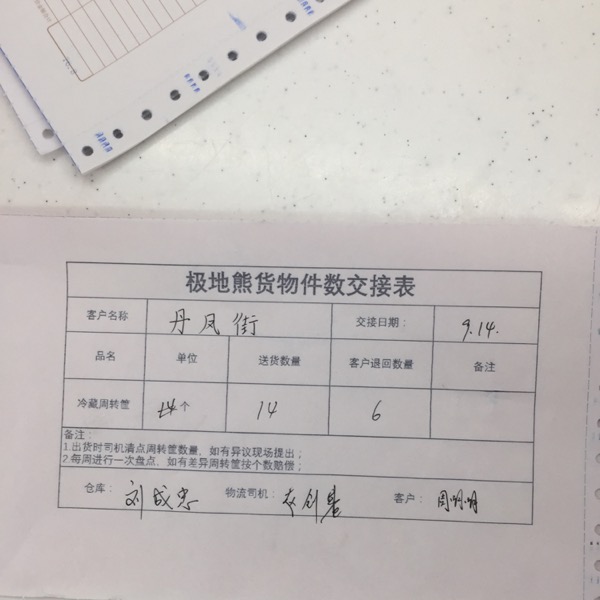 极地熊货物件数交接表
客户名称 丹凤街 交接日期： 9.14.
品名 单位 送货数量 客户退回数量 备注
冷藏周转筐 个 14 6
备注：
1.出货时司机清点周转筐数量，如有异议现场提出；
2.每周进行一次盘点，如有差异周转筐按个数赔偿；
仓库： 刘成忠 物流司机： 客户： 周明明